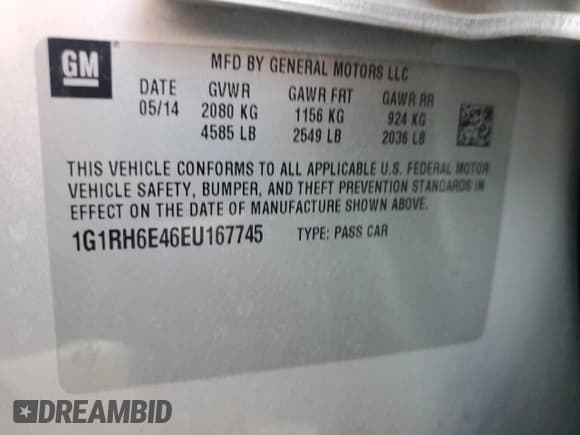 GM
MFD BY GENERAL MOTORS LLC
DATE GVWR GAWR FRT GAWR RR
05/14 2080 KG 1156 KG 924 KG
4585 LB 2549 LB 2036 LB
THIS VEHICLE CONFORMS TO ALL APPLICABLE U.S. FEDERAL MOTOR
VEHICLE SAFETY, BUMPER, AND THEFT PREVENTION STANDARDS IN
EFFECT ON THE DATE OF MANUFACTURE SHOWN ABOVE.
1G1RH6E46EU167745 TYPE: PASS CAR
DREAMBID